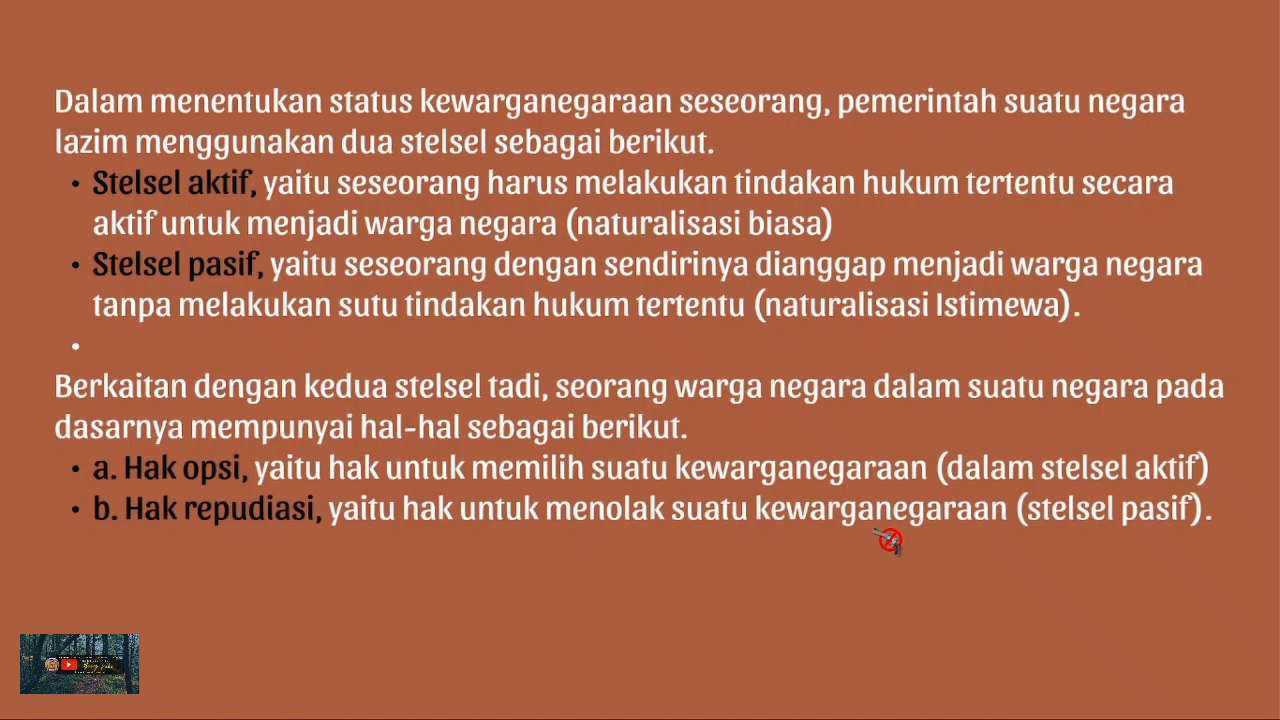 Dalam menentukan status kewarganegaraan seseorang, pemerintah suatu negara
lazim menggunakan dua stelsel sebagai berikut.
• Stelsel aktif, yaitu seseorang harus melakukan tindakan hukum tertentu secara
aktif untuk menjadi warga negara (naturalisasi biasa)
• Stelsel pasif, yaitu seseorang dengan sendirinya dianggap menjadi warga negara
tanpa melakukan sutu tindakan hukum tertentu (naturalisasi Istimewa).
•
Berkaitan dengan kedua stelsel tadi, seorang warga negara dalam suatu negara pada
dasarnya mempunyai hal-hal sebagai berikut.
• a. Hak opsi, yaitu hak untuk memilih suatu kewarganegaraan (dalam stelsel aktif)
• b. Hak repudiasi, yaitu hak untuk menolak suatu kewarganegaraan (stelsel pasif).